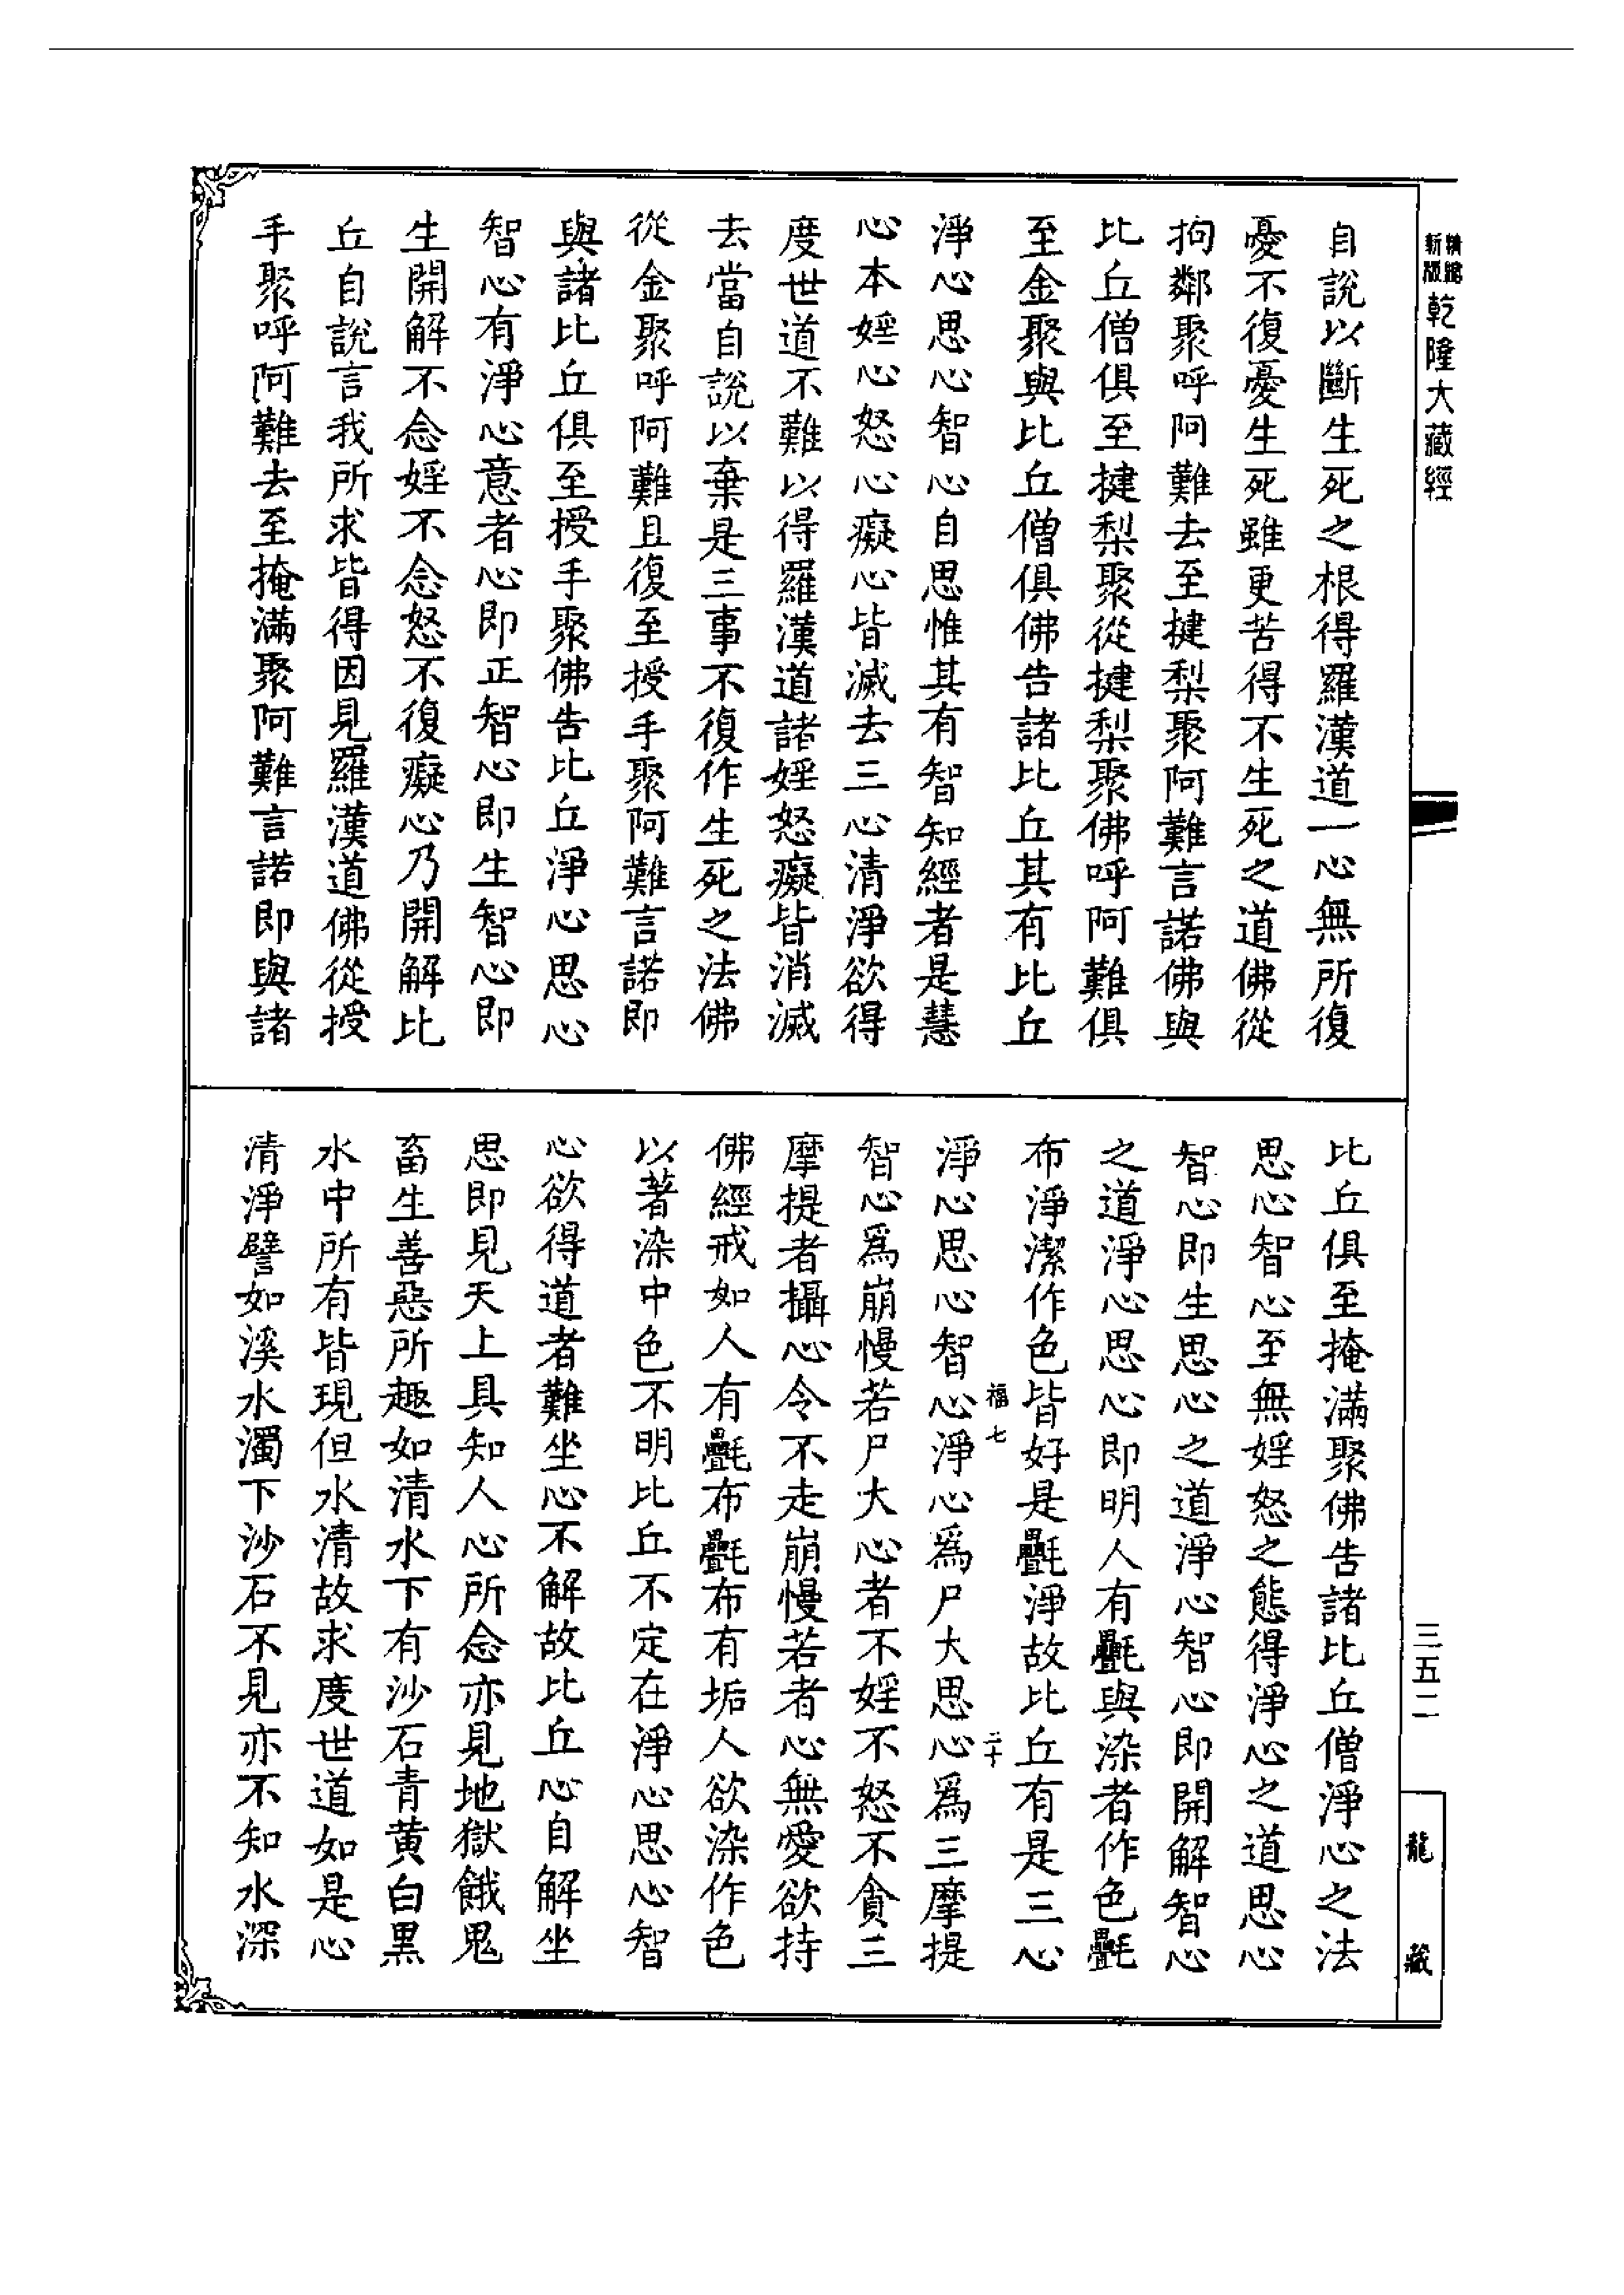 精編
新版
乾隆大藏經
自說以斷生死之根得羅漢道一心無所復
憂不復憂生死雖更苦得不生死之道佛從
拘鄰聚呼阿難去至揵梨聚阿難言諾佛與
比丘僧俱至揵梨聚從揵梨聚佛呼阿難俱
至金聚與比丘僧俱佛告諸比丘其有比丘
淨心思心智心自思惟其有智知經者是慧
心本婬心怒心癡心皆滅去三心清淨欲得
度世道不難以得羅漢道諸婬怒癡皆消滅
去當自說以棄是三事不復作生死之法佛
從金聚呼阿難且復至授手聚阿難言諾即
與諸比丘俱至授手聚佛告比丘淨心思心
智心有淨心意者心即正智心即生智心即
生開解不念婬不念怒不復癡心乃開解比
丘自說言我所求皆得因見羅漢道佛從授
手聚呼阿難去至掩滿聚阿難言諾即與諸
比丘俱至掩滿聚佛告諸比丘僧淨心之法
思心智心至無婬怒之態得淨心之道思心
智心即生思心之道淨心智心即開解智心
之道淨心思心即明人有㲲與染者作色㲲
布淨潔作色皆好是㲲淨故比丘有是三心
福七
二十
淨心思心智心淨心為尸大思心為三摩提
智心為崩慢若尸大心者不婬不怒不貪三
摩提者攝心令不走崩慢若者心無愛欲持
佛經戒如人有㲲布㲲布有垢人欲染作色
以著染中色不明比丘不定在淨心思心智
心欲得道者難坐心不解故比丘心自解坐
思即見天上具知人心所念亦見地獄餓鬼
畜生善惡所趣如清水下有沙石青黃白黑
水中所有皆現但水清故求度世道如是心
清淨譬如溪水濁下沙石不見亦不知水深
三五二
龍藏